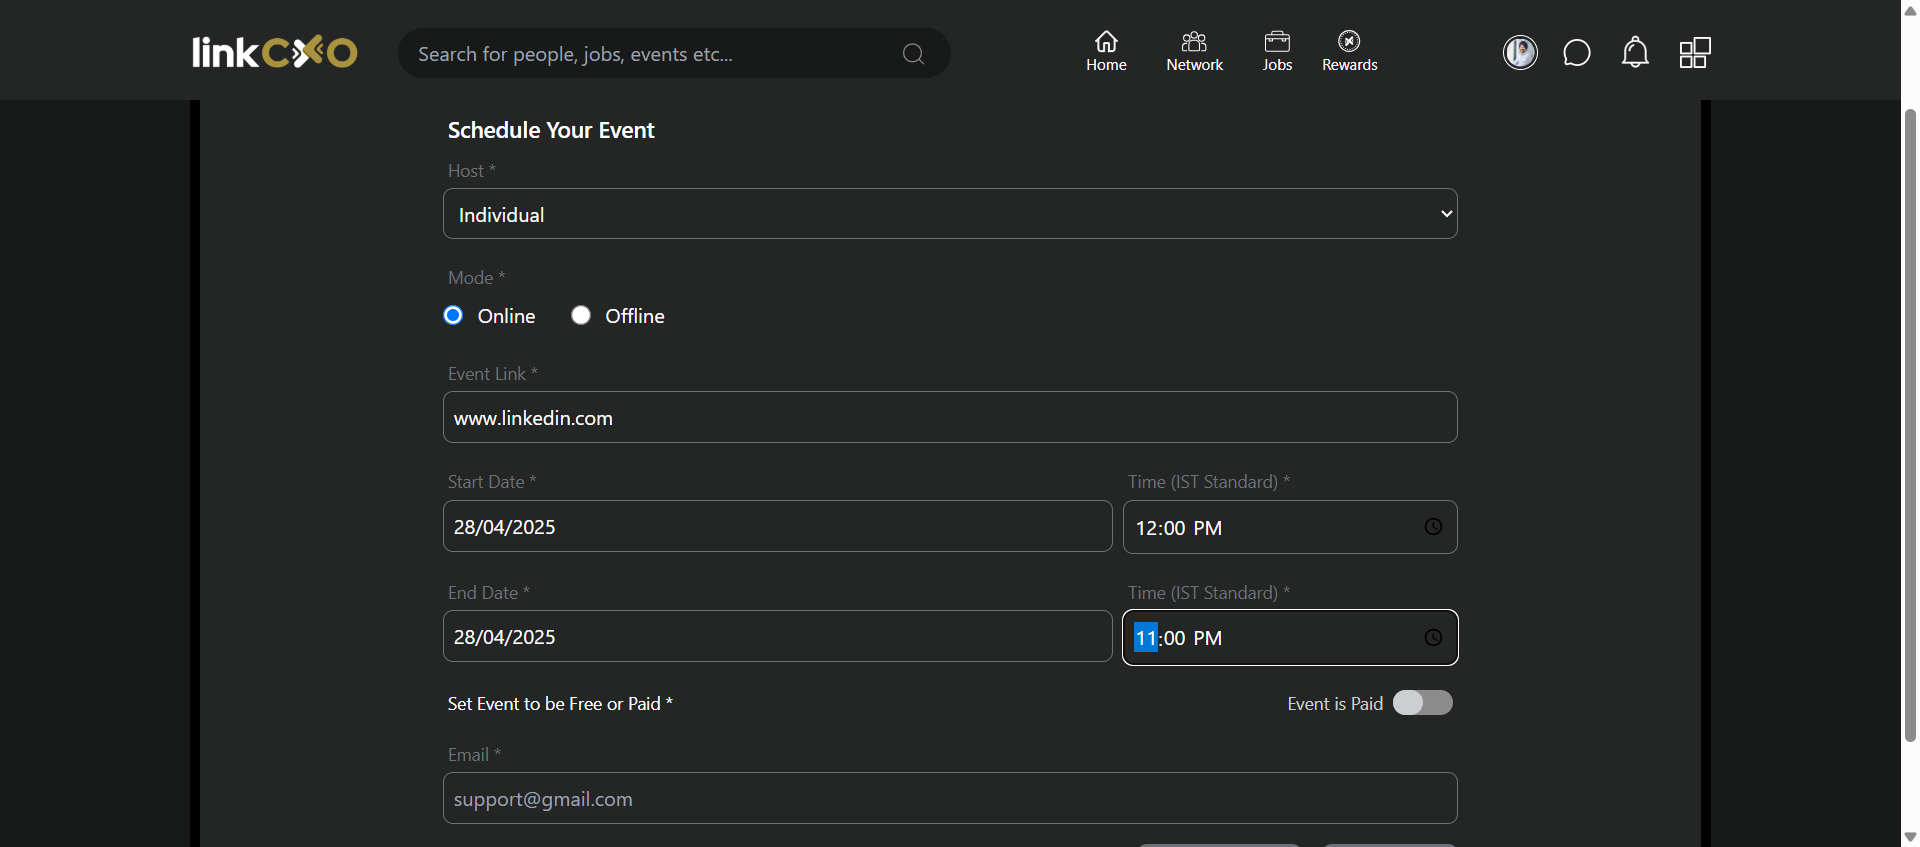 linkcxo
Search for people, jobs, events etc...
Home
Network
Jobs
Rewards
Schedule Your Event
Host *
Individual
Mode *
Online
Offline
Event Link *
www.linkedin.com
Start Date *
Time (IST Standard) *
28/04/2025
12:00 PM
End Date *
Time (IST Standard) *
28/04/2025
11:00 PM
Set Event to be Free or Paid *
Event is Paid
Email *
support@gmail.com